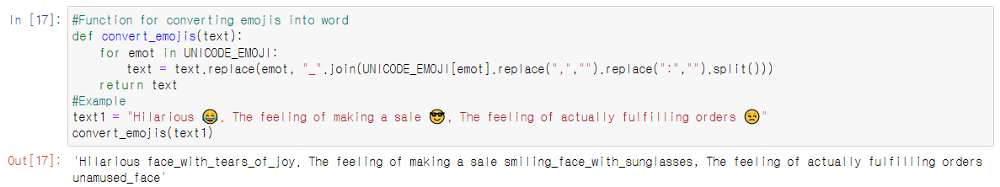 In [17]: #Function for converting emojis into word
def convert_emojis(text):
    for emot in UNICODE_EMOJI:
        text = text.replace(emot, "_".join(UNICODE_EMOJI[emot].replace(",","").replace(":","").split()))
    return text
#Example
text1 = "Hilarious 😂. The feeling of making a sale 😎, The feeling of actually fulfilling orders 😒"
convert_emojis(text1)
Out[17]: 'Hilarious face_with_tears_of_joy. The feeling of making a sale smiling_face_with_sunglasses, The feeling of actually fulfilling orders
unamused_face'